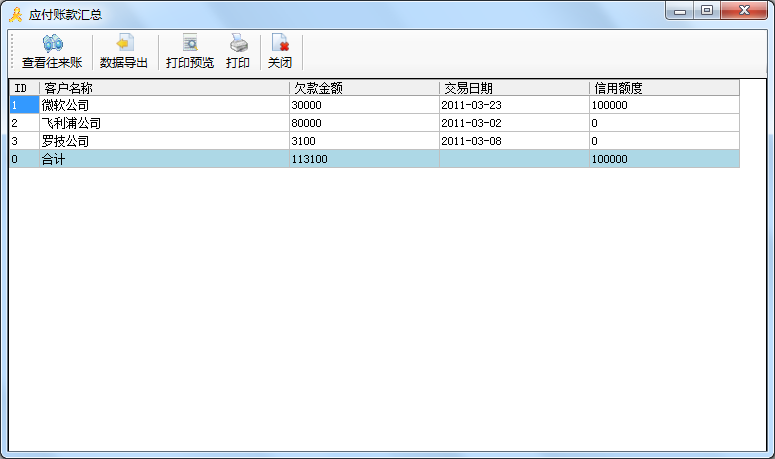 应付账款汇总
查看往来账 数据导出 打印预览 打印 关闭
ID 客户名称 欠款金额 交易日期 信用额度
1 微软公司 30000 2011-03-23 100000
2 飞利浦公司 80000 2011-03-02 0
3 罗技公司 3100 2011-03-08 0
0 合计 113100 100000